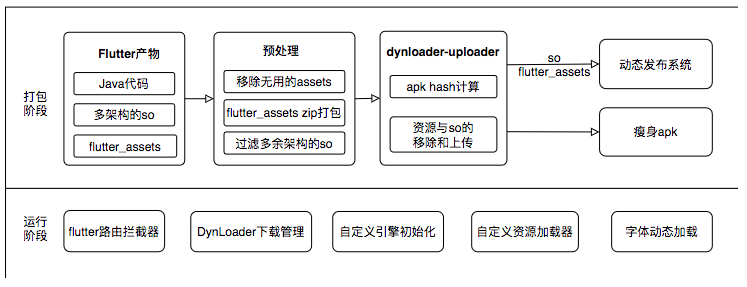 Flutter产物
Java代码
多架构的so
flutter_assets
预处理
移除无用的assets
flutter_assets zip打包
过滤多余架构的so
dynloader-uploader
apk hash计算
资源与so的
移除和上传
so
flutter_assets
动态发布系统
瘦身apk
打包
阶段
运行
阶段
flutter路由拦截器
DynLoader下载管理
自定义引擎初始化
自定义资源加载器
字体动态加载